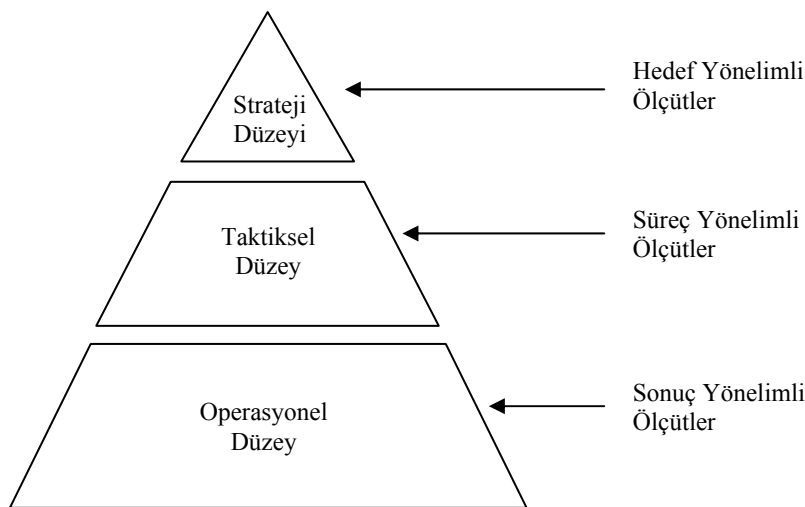 Strateji
Düzeyi
Hedef Yönelimli
Ölçütler
Taktiksel
Düzey
Süreç Yönelimli
Ölçütler
Operasyonel
Düzey
Sonuç Yönelimli
Ölçütler